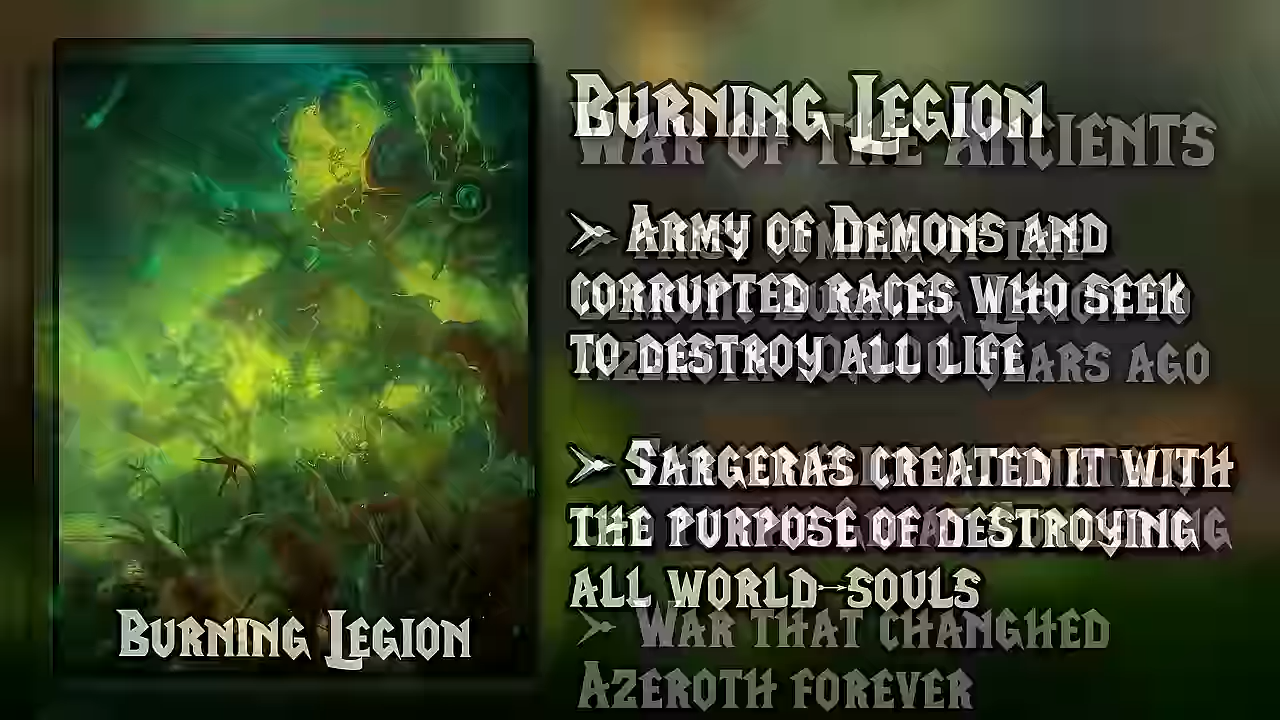 Burning Legion
War of the Ancients
➤ Army of Demons and
corrupted races who seek
to destroy all life
Years ago
➤ Sargeras created it with
the purpose of destroying
all world-souls
➤ War that changhed
Azeroth forever
Burning Legion